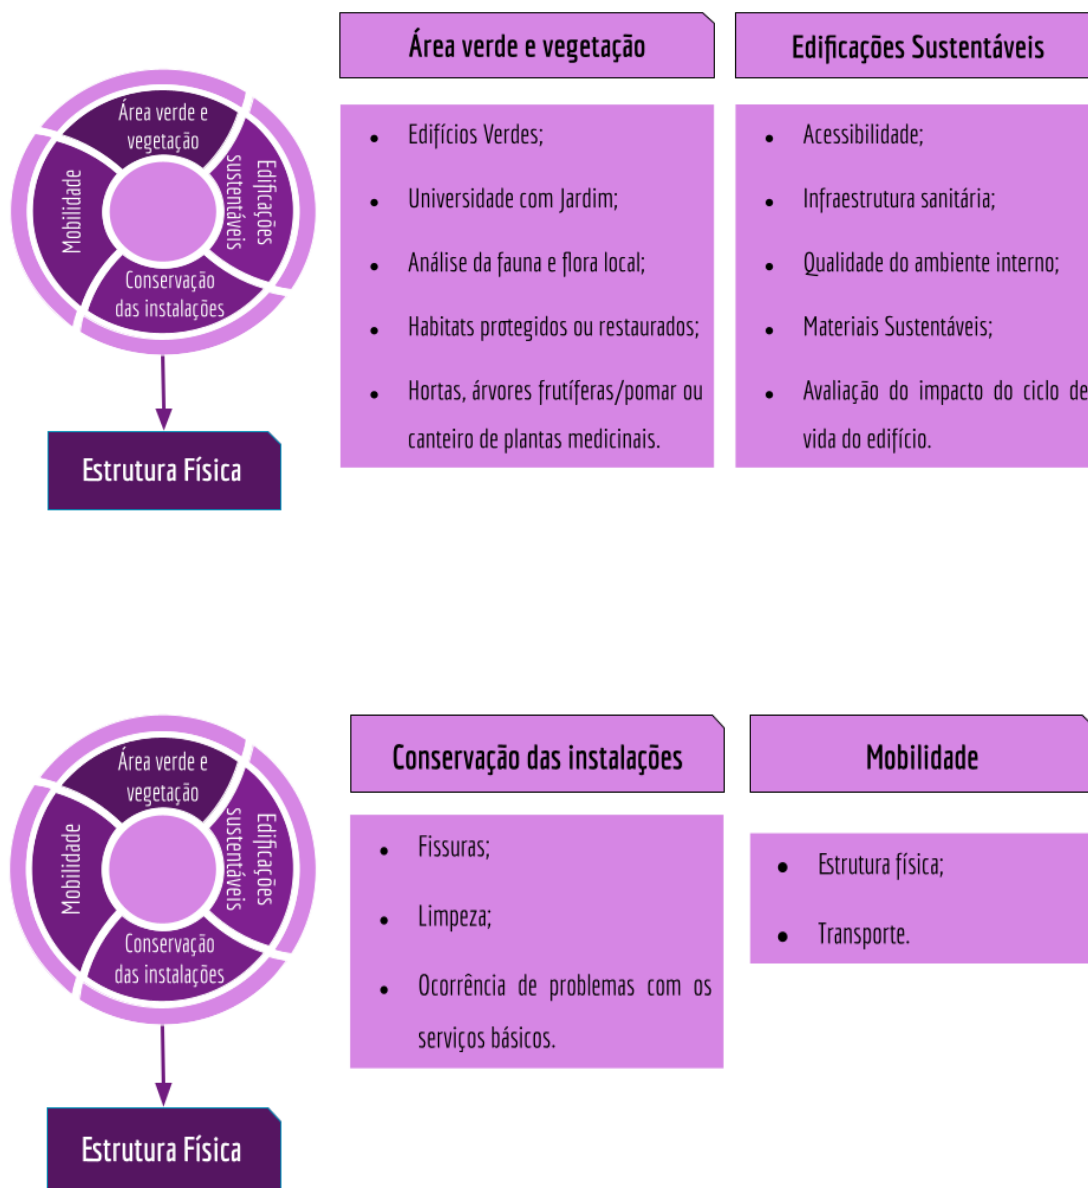 Área verde e
vegetação
Edificações
sustentáveis
Mobilidade
Conservação
das instalações
Estrutura Física
Área verde e vegetação
• Edifícios Verdes;
• Universidade com Jardim;
• Análise da fauna e flora local;
• Habitats protegidos ou restaurados;
• Hortas, árvores frutíferas/pomar ou
canteiro de plantas medicinais.
Edificações Sustentáveis
• Acessibilidade;
• Infraestrutura sanitária;
• Qualidade do ambiente interno;
• Materiais Sustentáveis;
• Avaliação do impacto do ciclo de
vida do edifício.
Área verde e
vegetação
Edificações
sustentáveis
Mobilidade
Conservação
das instalações
Estrutura Física
Conservação das instalações
• Fissuras;
• Limpeza;
• Ocorrência de problemas com os
serviços básicos.
Mobilidade
• Estrutura física;
• Transporte.